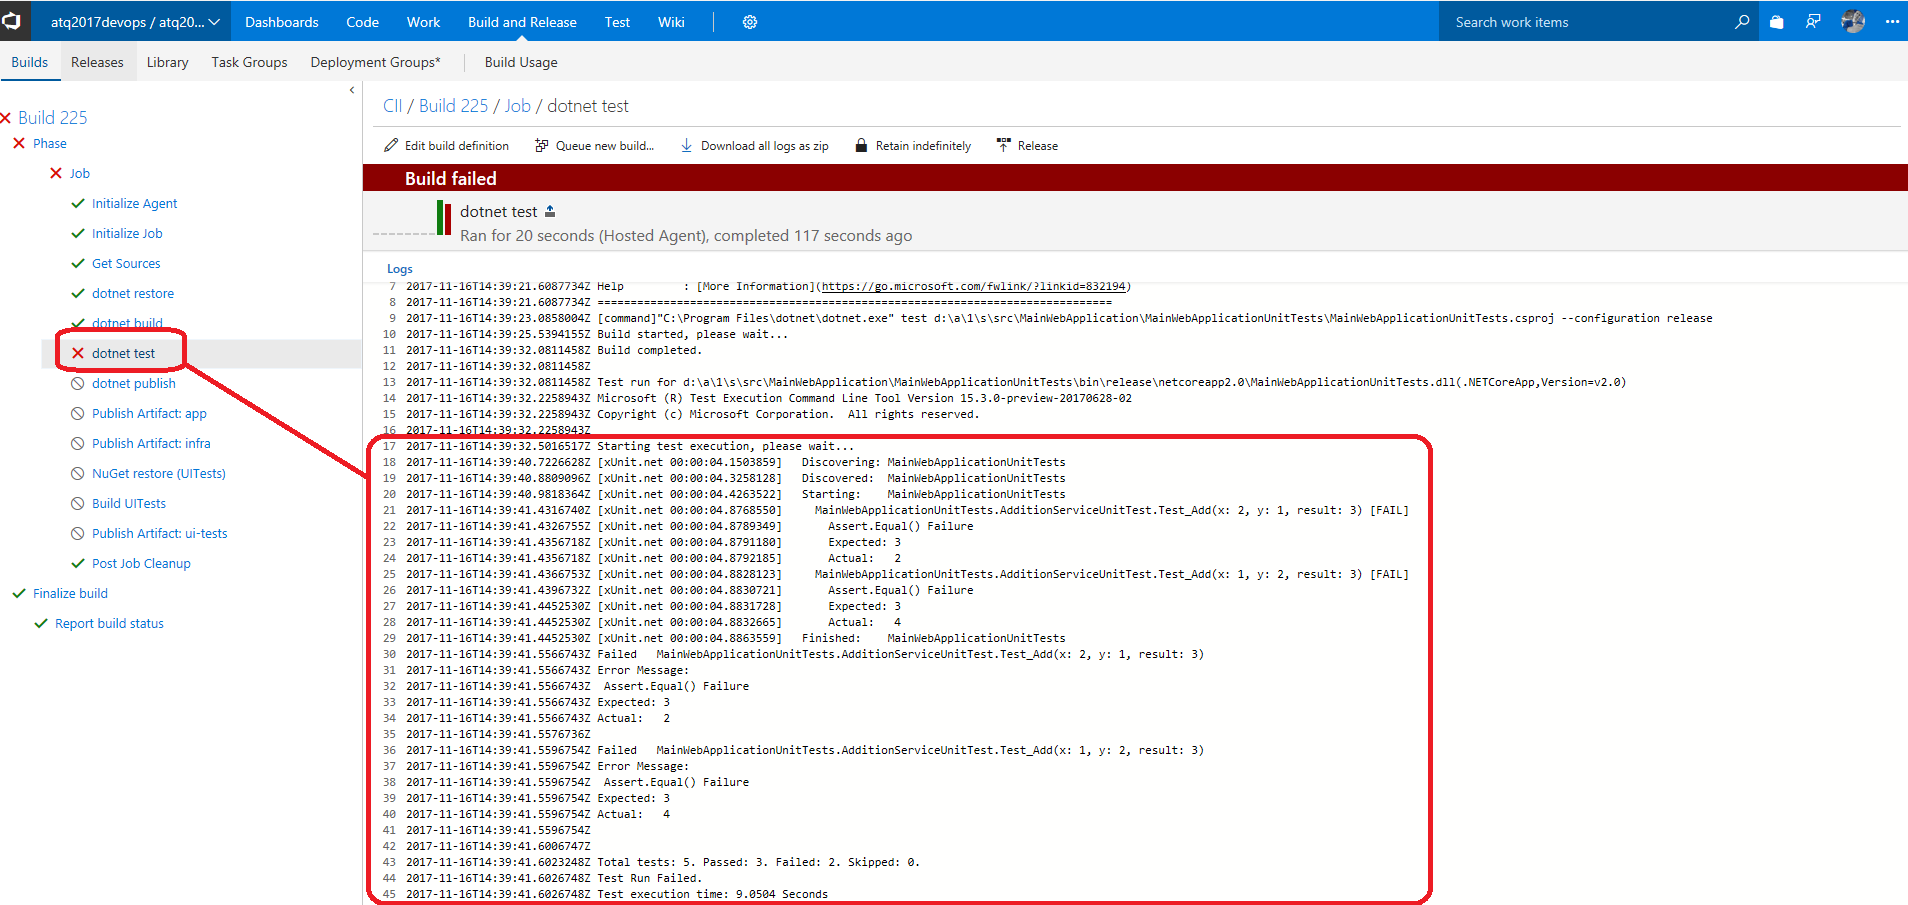 atq2017devops / atq20... Dashboards Code Work Build and Release Test Wiki Search work items
Builds Releases Library Task Groups Deployment Groups* Build Usage
Build 225
Phase
Job
Initialize Agent
Initialize Job
Get Sources
dotnet restore
dotnet build
dotnet test
dotnet publish
Publish Artifact: app
Publish Artifact: infra
NuGet restore (UITests)
Build UITests
Publish Artifact: ui-tests
Post Job Cleanup
Finalize build
Report build status
CII / Build 225 / Job / dotnet test
Edit build definition Queue new build... Download all logs as zip Retain indefinitely Release
Build failed
dotnet test
Ran for 20 seconds (Hosted Agent), completed 117 seconds ago
Logs
7 2017-11-16T14:39:21.6087734Z Help : [More Information](https://go.microsoft.com/fwlink/?linkid=832194)
8 2017-11-16T14:39:21.6087734Z ==============================================================================
9 2017-11-16T14:39:23.0858004Z [command]"C:\Program Files\dotnet\dotnet.exe" test d:\a\1\s\src\MainWebApplication\MainWebApplicationUnitTests\MainWebApplicationUnitTests.csproj --configuration release
10 2017-11-16T14:39:25.5394155Z Build started, please wait...
11 2017-11-16T14:39:32.0811458Z Build completed.
12 2017-11-16T14:39:32.0811458Z
13 2017-11-16T14:39:32.0811458Z Test run for d:\a\1\s\src\MainWebApplication\MainWebApplicationUnitTests\bin\release\netcoreapp2.0\MainWebApplicationUnitTests.dll(.NETCoreApp,Version=v2.0)
14 2017-11-16T14:39:32.2258943Z Microsoft (R) Test Execution Command Line Tool Version 15.3.0-preview-20170628-02
15 2017-11-16T14:39:32.2258943Z Copyright (c) Microsoft Corporation. All rights reserved.
16 2017-11-16T14:39:32.2258943Z
17 2017-11-16T14:39:32.5016517Z Starting test execution, please wait...
18 2017-11-16T14:39:40.7226628Z [xUnit.net 00:00:04.1503859] Discovering: MainWebApplicationUnitTests
19 2017-11-16T14:39:40.8809096Z [xUnit.net 00:00:04.3258128] Discovered: MainWebApplicationUnitTests
20 2017-11-16T14:39:40.9818364Z [xUnit.net 00:00:04.4263522] Starting: MainWebApplicationUnitTests
21 2017-11-16T14:39:41.4316740Z [xUnit.net 00:00:04.8768550] MainWebApplicationUnitTests.AdditionServiceUnitTest.Test_Add(x: 2, y: 1, result: 3) [FAIL]
22 2017-11-16T14:39:41.4326755Z [xUnit.net 00:00:04.8789349] Assert.Equal() Failure
23 2017-11-16T14:39:41.4356718Z [xUnit.net 00:00:04.8791180] Expected: 3
24 2017-11-16T14:39:41.4356718Z [xUnit.net 00:00:04.8792185] Actual: 2
25 2017-11-16T14:39:41.4366753Z [xUnit.net 00:00:04.8828123] MainWebApplicationUnitTests.AdditionServiceUnitTest.Test_Add(x: 1, y: 2, result: 3) [FAIL]
26 2017-11-16T14:39:41.4396732Z [xUnit.net 00:00:04.8830721] Assert.Equal() Failure
27 2017-11-16T14:39:41.4452530Z [xUnit.net 00:00:04.8831728] Expected: 3
28 2017-11-16T14:39:41.4452530Z [xUnit.net 00:00:04.8832665] Actual: 4
29 2017-11-16T14:39:41.4452530Z [xUnit.net 00:00:04.8863559] Finished: MainWebApplicationUnitTests
30 2017-11-16T14:39:41.5566743Z Failed MainWebApplicationUnitTests.AdditionServiceUnitTest.Test_Add(x: 2, y: 1, result: 3)
31 2017-11-16T14:39:41.5566743Z Error Message:
32 2017-11-16T14:39:41.5566743Z Assert.Equal() Failure
33 2017-11-16T14:39:41.5566743Z Expected: 3
34 2017-11-16T14:39:41.5566743Z Actual: 2
35 2017-11-16T14:39:41.5576736Z
36 2017-11-16T14:39:41.5596754Z Failed MainWebApplicationUnitTests.AdditionServiceUnitTest.Test_Add(x: 1, y: 2, result: 3)
37 2017-11-16T14:39:41.5596754Z Error Message:
38 2017-11-16T14:39:41.5596754Z Assert.Equal() Failure
39 2017-11-16T14:39:41.5596754Z Expected: 3
40 2017-11-16T14:39:41.5596754Z Actual: 4
41 2017-11-16T14:39:41.5596754Z
42 2017-11-16T14:39:41.6006747Z
43 2017-11-16T14:39:41.6023248Z Total tests: 5. Passed: 3. Failed: 2. Skipped: 0.
44 2017-11-16T14:39:41.6026748Z Test Run Failed.
45 2017-11-16T14:39:41.6026748Z Test execution time: 9.0504 Seconds